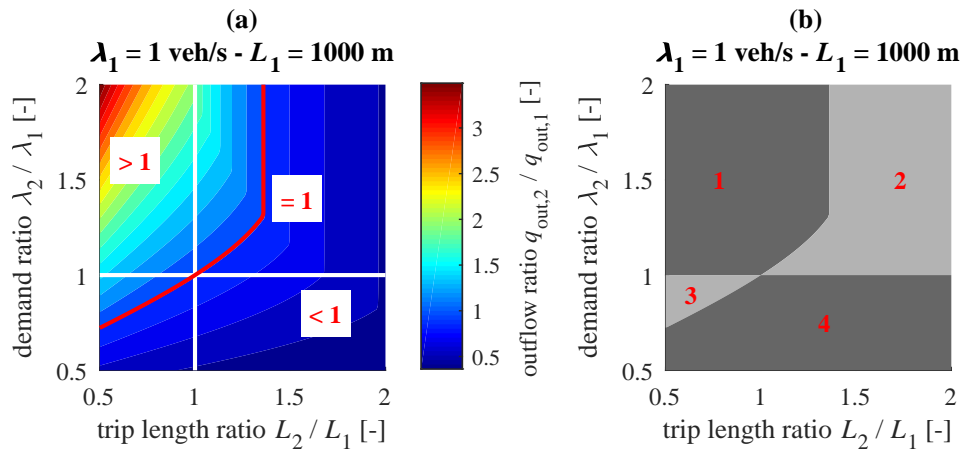 (a)
λ1 = 1 veh/s - L1 = 1000 m
demand ratio λ2 / λ1 [-]
2
1.5
1
0.5
> 1
= 1
< 1
0.5 1 1.5 2
trip length ratio L2 / L1 [-]
3
2.5
2
1.5
1
0.5
outflow ratio qout,2 / qout,1 [-]
(b)
λ1 = 1 veh/s - L1 = 1000 m
demand ratio λ2 / λ1 [-]
2
1.5
1
0.5
1
2
3
4
0.5 1 1.5 2
trip length ratio L2 / L1 [-]